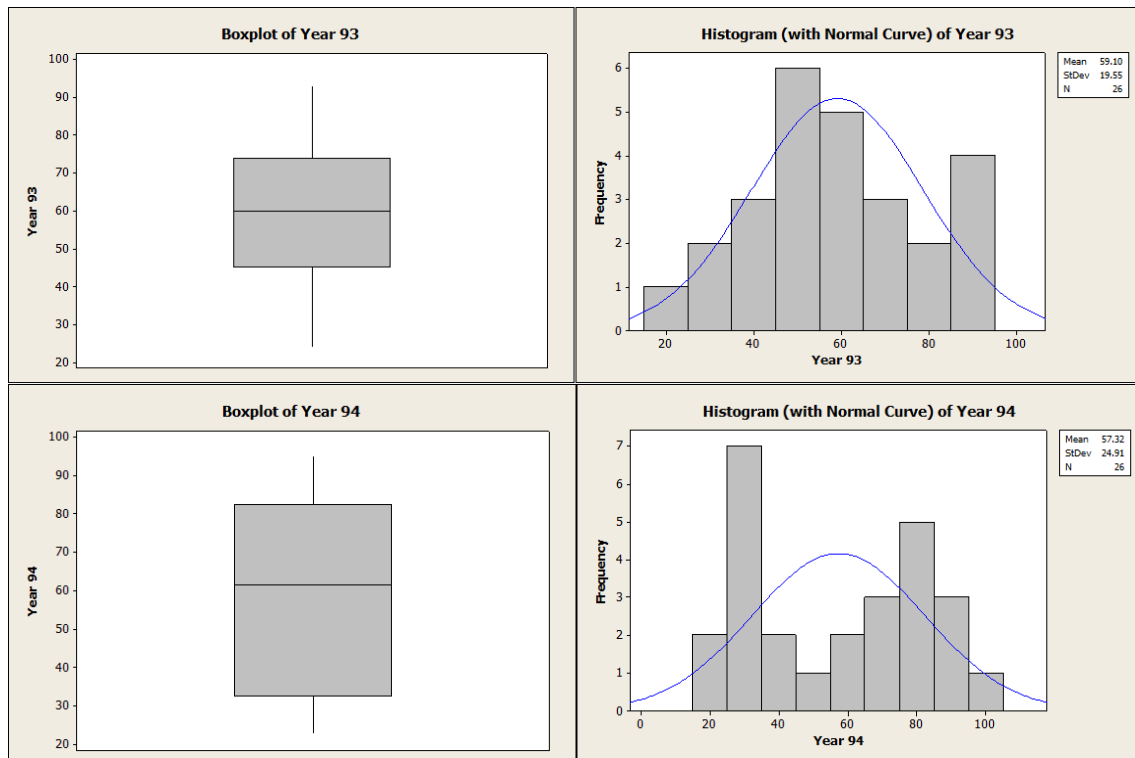 Boxplot of Year 93
100
90
80
70
60
50
40
30
20
Year 93
Histogram (with Normal Curve) of Year 93
Mean 59.10
StDev 19.55
N 26
6
5
4
3
2
1
0
Frequency
20 40 60 80 100
Year 93
Boxplot of Year 94
100
90
80
70
60
50
40
30
20
Year 94
Histogram (with Normal Curve) of Year 94
Mean 57.32
StDev 24.91
N 26
7
6
5
4
3
2
1
0
Frequency
0 20 40 60 80 100
Year 94